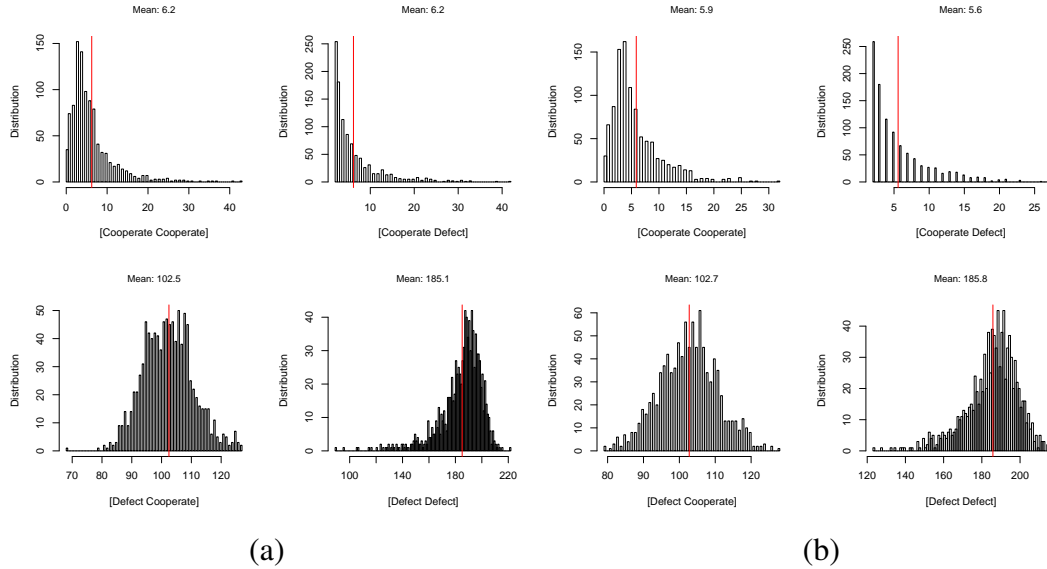 Mean: 6.2
Distribution
0 50 100 150
0 10 20 30 40
[Cooperate Cooperate]
Mean: 6.2
Distribution
0 50 100 150 200 250
10 20 30 40
[Cooperate Defect]
Mean: 5.9
Distribution
0 50 100 150
0 5 10 15 20 25 30
[Cooperate Cooperate]
Mean: 5.6
Distribution
0 50 100 150 200 250
5 10 15 20 25
[Cooperate Defect]
Mean: 102.5
Distribution
0 10 20 30 40 50
70 80 90 100 120
[Defect Cooperate]
Mean: 185.1
Distribution
0 10 20 30 40
100 140 180 220
[Defect Defect]
Mean: 102.7
Distribution
0 10 20 30 40 50 60
80 90 100 120
[Defect Cooperate]
Mean: 185.8
Distribution
0 10 20 30 40
120 140 160 180 200
[Defect Defect]
(a)
(b)